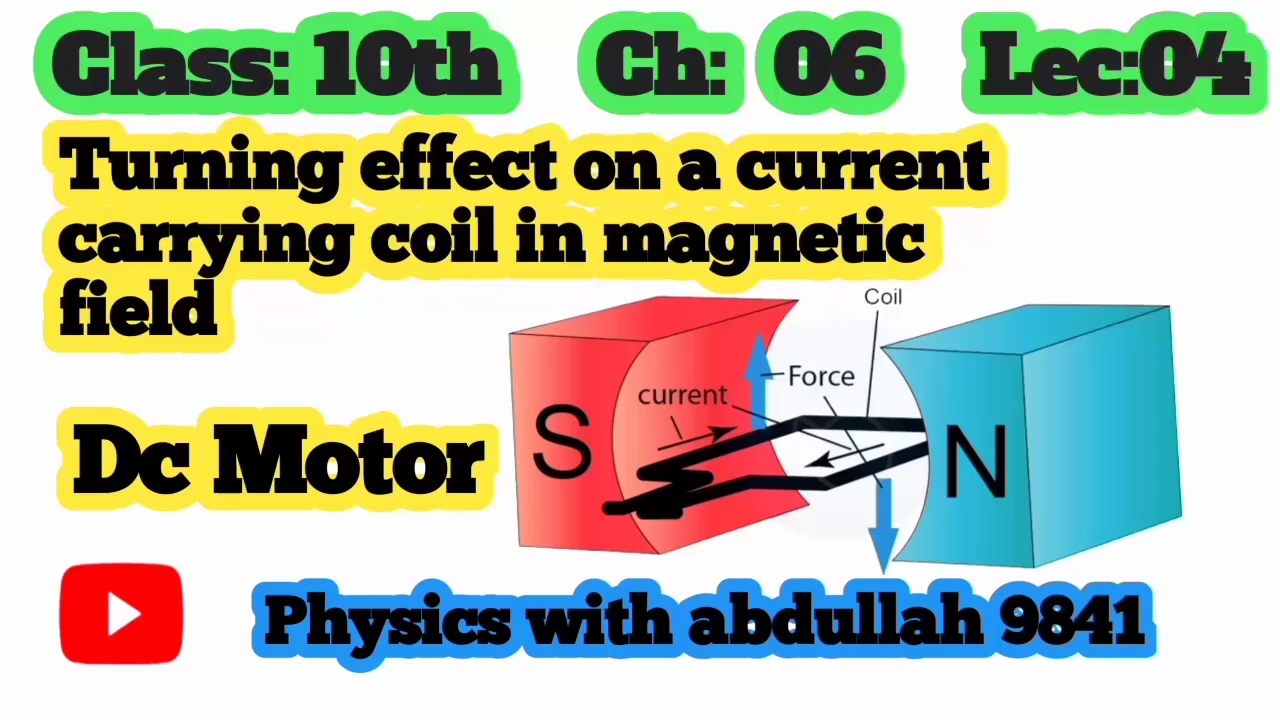 Class: 10th Ch: 06 Lec:04
Turning effect on a current
carrying coil in magnetic
field
Coil
Force
current
S
N
Dc Motor
Physics with abdullah 9841